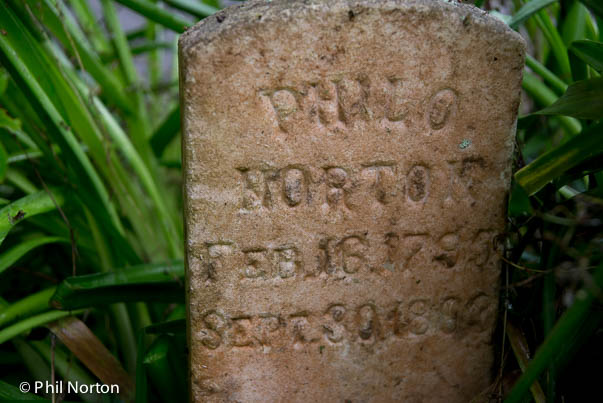 PHILO
NORTON
FEB. 16.
SEPT. 30.
© Phil Norton